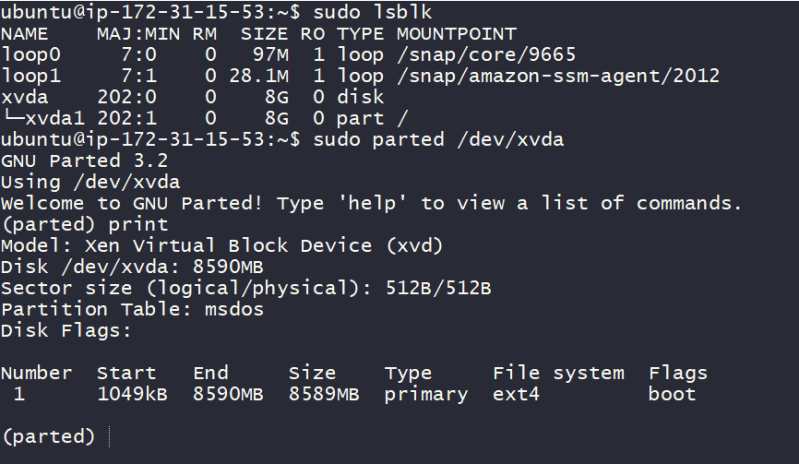 ubuntu@ip-172-31-15-53:~$ sudo lsblk
NAME    MAJ:MIN RM  SIZE RO TYPE MOUNTPOINT
loop0     7:0    0   97M  1 loop /snap/core/9665
loop1     7:1    0 28.1M  1 loop /snap/amazon-ssm-agent/2012
xvda    202:0    0    8G  0 disk
└─xvda1 202:1    0    8G  0 part /
ubuntu@ip-172-31-15-53:~$ sudo parted /dev/xvda
GNU Parted 3.2
Using /dev/xvda
Welcome to GNU Parted! Type 'help' to view a list of commands.
(parted) print
Model: Xen Virtual Block Device (xvd)
Disk /dev/xvda: 8590MB
Sector size (logical/physical): 512B/512B
Partition Table: msdos
Disk Flags:
Number  Start   End     Size    Type     File system  Flags
 1      1049kB  8590MB  8589MB  primary  ext4         boot
(parted)